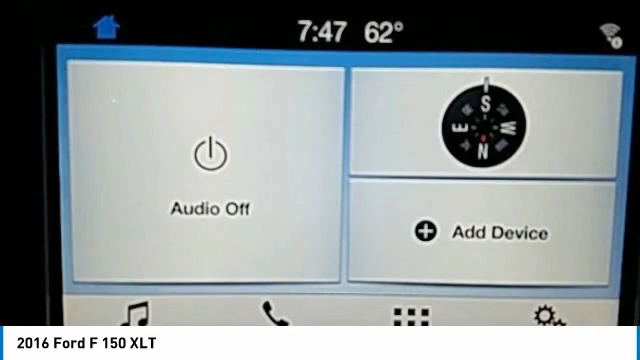 7:47 62°
S
E W
N
Audio Off
Add Device
2016 Ford F 150 XLT